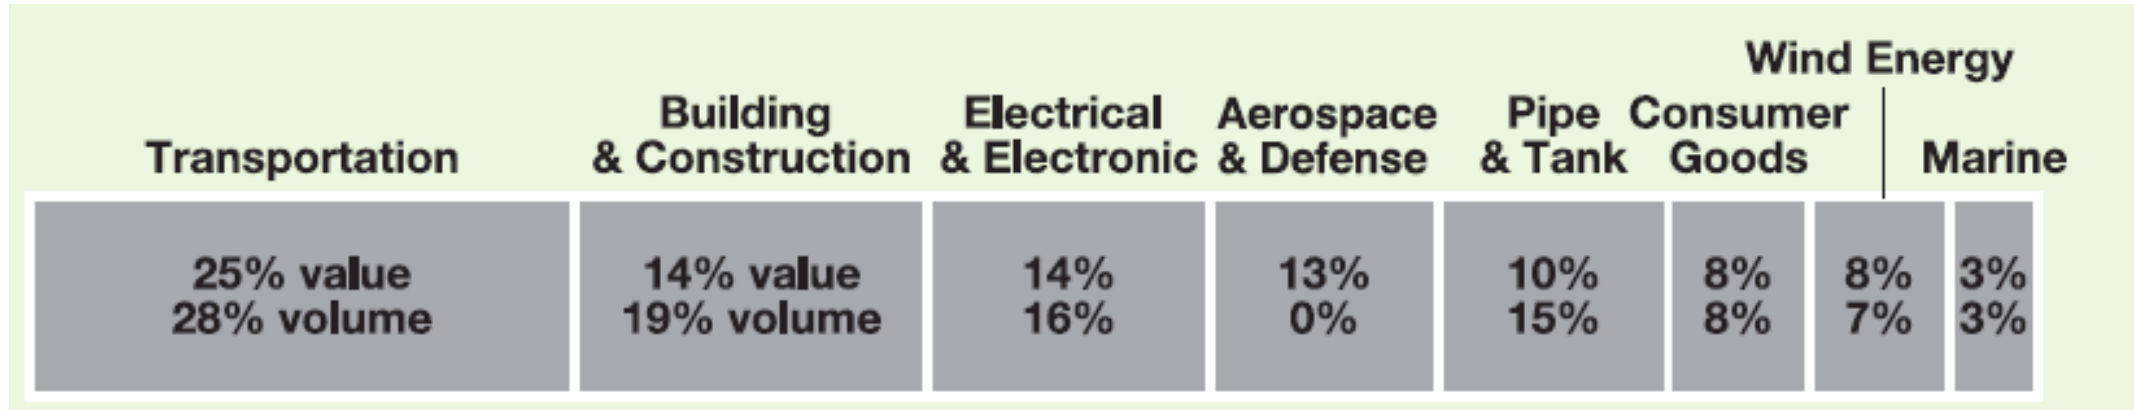 Wind Energy
Transportation
Building
& Construction
Electrical
& Electronic
Aerospace
& Defense
Pipe
& Tank
Consumer
Goods
Marine
25% value
28% volume
14% value
19% volume
14%
16%
13%
0%
10%
15%
8%
8%
8%
7%
3%
3%